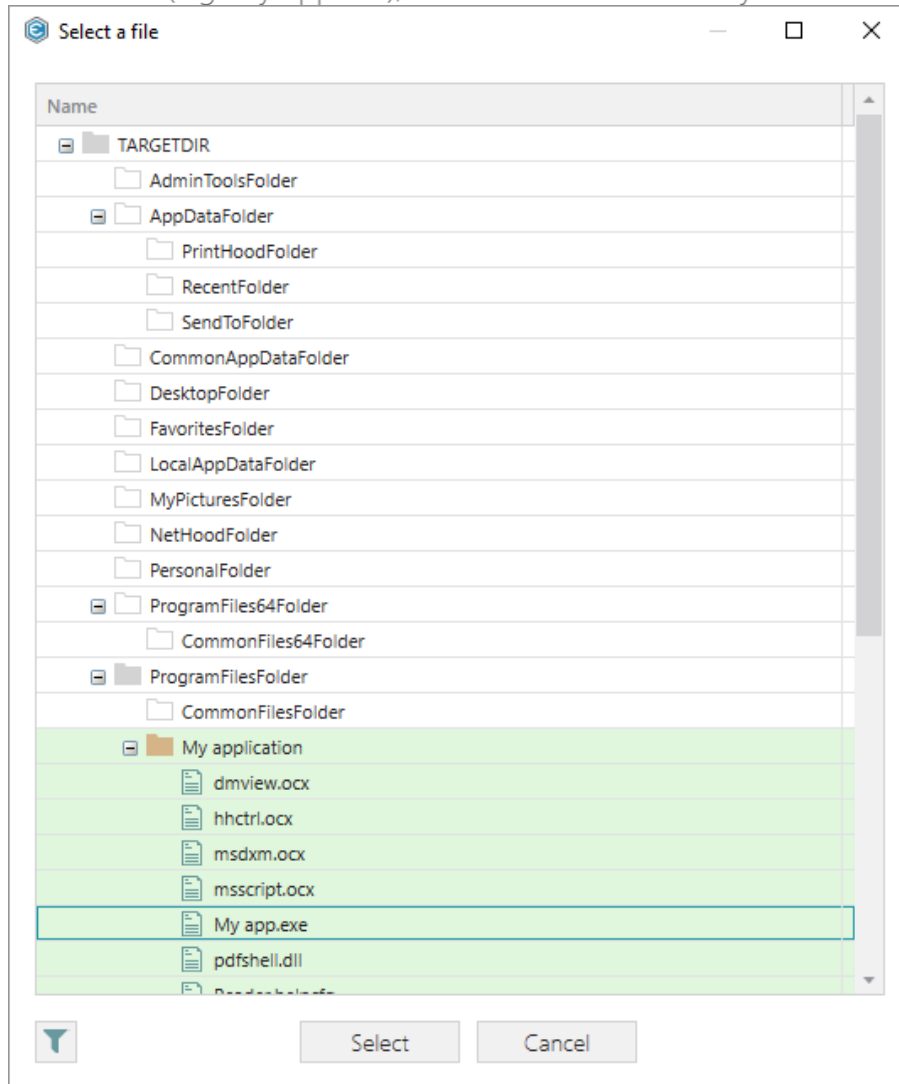 Select a file
Name
TARGETDIR
AdminToolsFolder
AppDataFolder
PrintHoodFolder
RecentFolder
SendToFolder
CommonAppDataFolder
DesktopFolder
FavoritesFolder
LocalAppDataFolder
MyPicturesFolder
NetHoodFolder
PersonalFolder
ProgramFiles64Folder
CommonFiles64Folder
ProgramFilesFolder
CommonFilesFolder
My application
dmview.ocx
hhctrl.ocx
msdxm.ocx
msscript.ocx
My app.exe
pdfshell.dll
Select Cancel